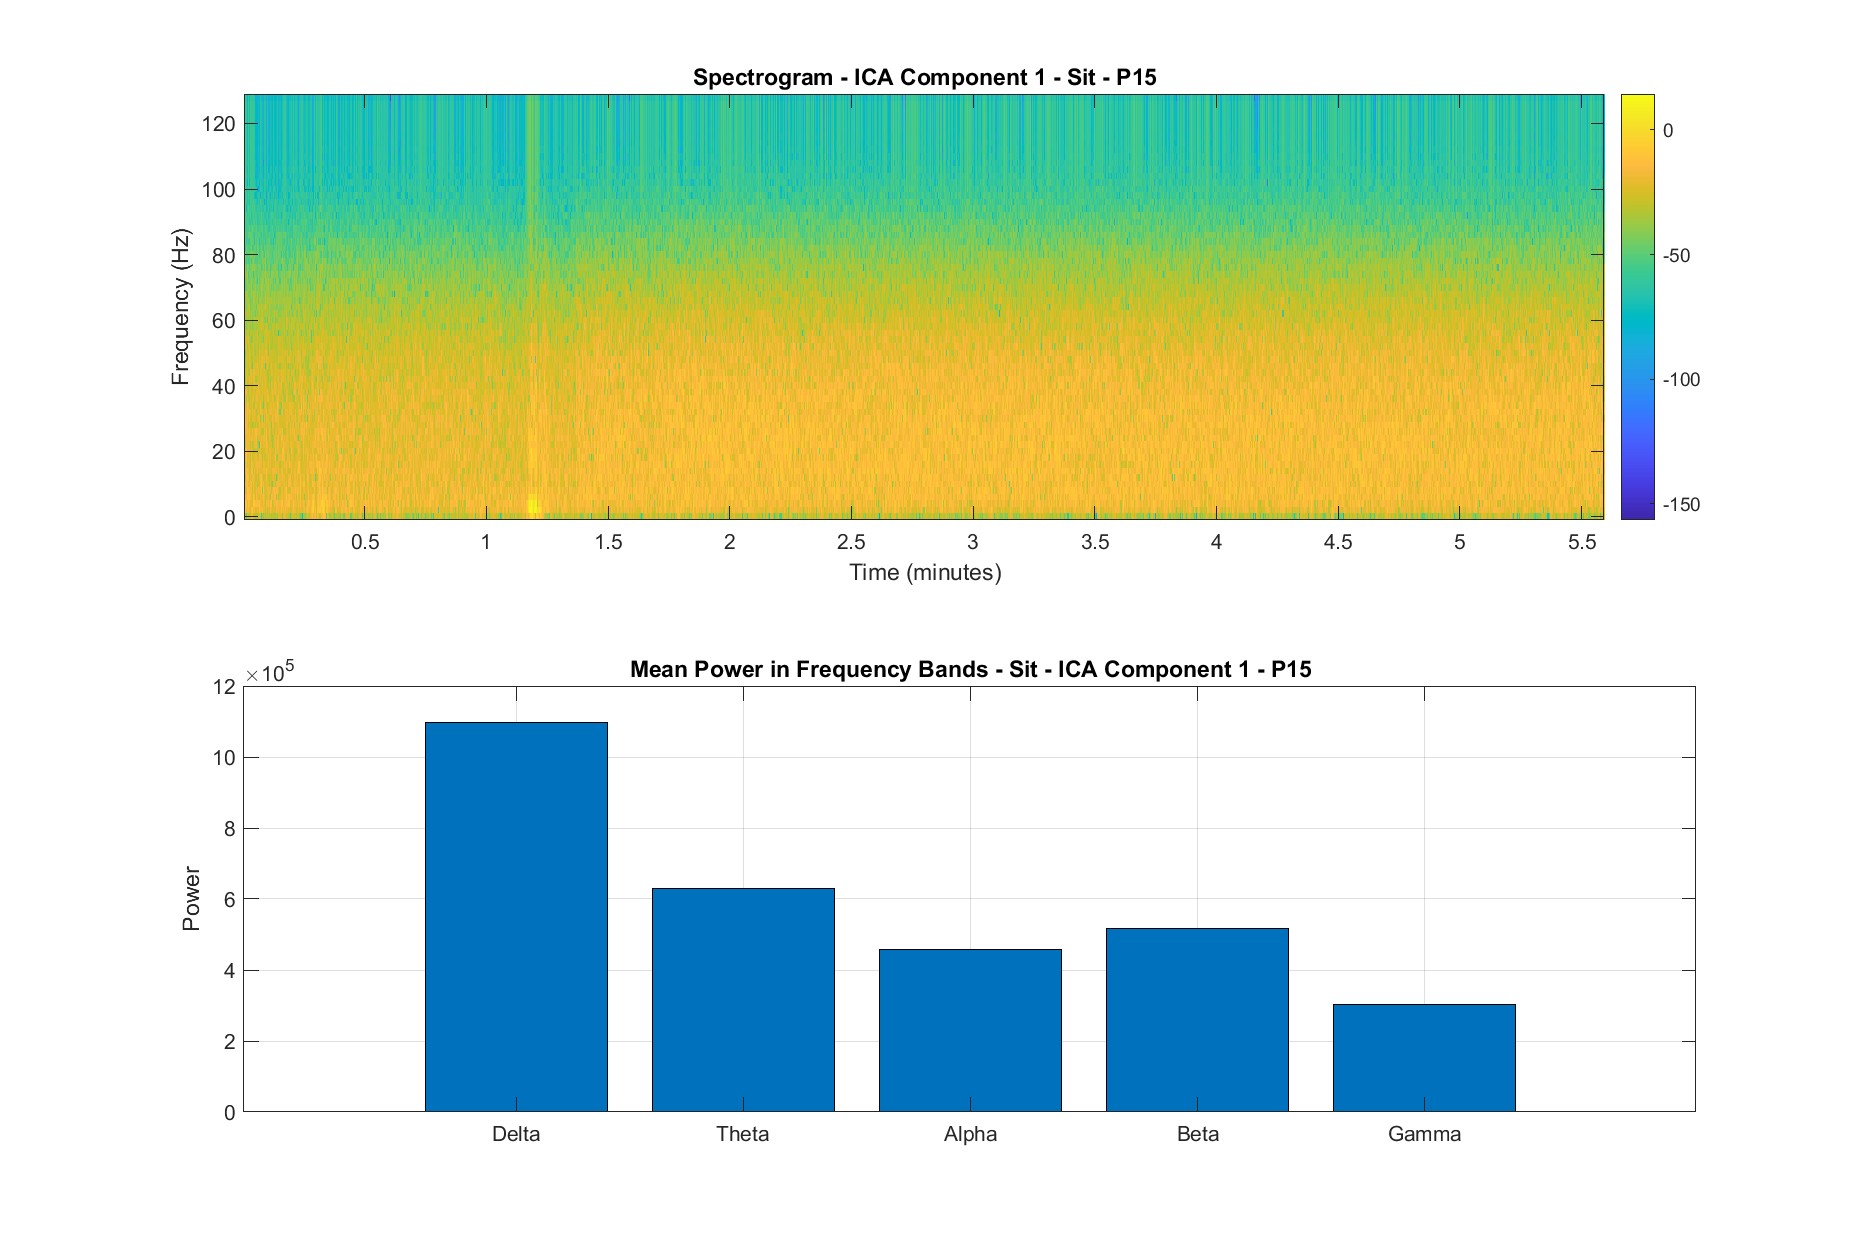 Spectrogram - ICA Component 1 - Sit - P15
120
100
80
60
40
20
0
Frequency (Hz)
0.5 1 1.5 2 2.5 3 3.5 4 4.5 5 5.5
Time (minutes)
0
-50
-100
-150
Mean Power in Frequency Bands - Sit - ICA Component 1 - P15
×10⁵
12
10
8
6
4
2
0
Power
Delta Theta Alpha Beta Gamma